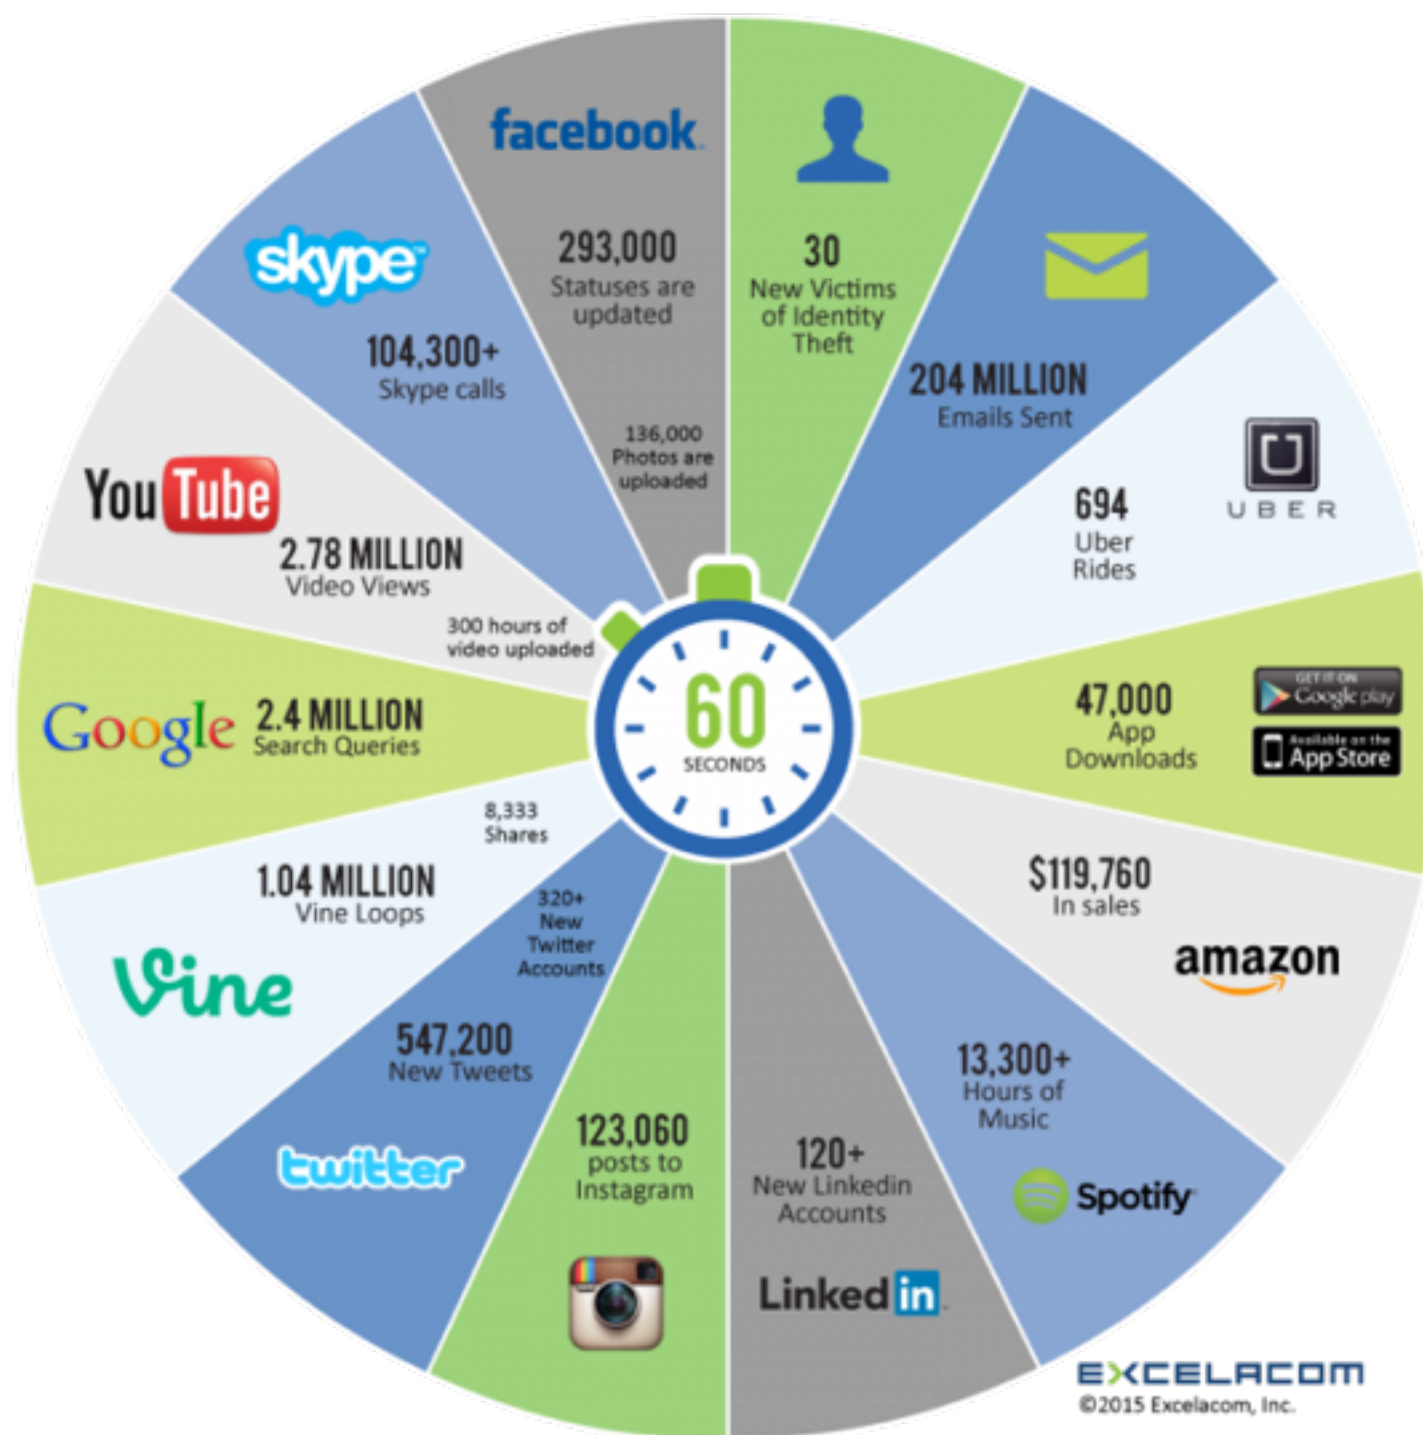 facebook
293,000
Statuses are
updated
136,000
Photos are
uploaded
30
New Victims
of Identity
Theft
204 MILLION
Emails Sent
UBER
694
Uber
Rides
47,000
App
Downloads
GET IT ON
Google play
Available on the
App Store
$119,760
In sales
amazon
13,300+
Hours of
Music
Spotify
120+
New Linkedin
Accounts
Linked in
123,060
posts to
Instagram
320+
New
Twitter
Accounts
547,200
New Tweets
twitter
8,333
Shares
1.04 MILLION
Vine Loops
Vine
Google
2.4 MILLION
Search Queries
YouTube
2.78 MILLION
Video Views
300 hours of
video uploaded
skype
104,300+
Skype calls
60
SECONDS
EXCELACOM
©2015 Excelacom, Inc.